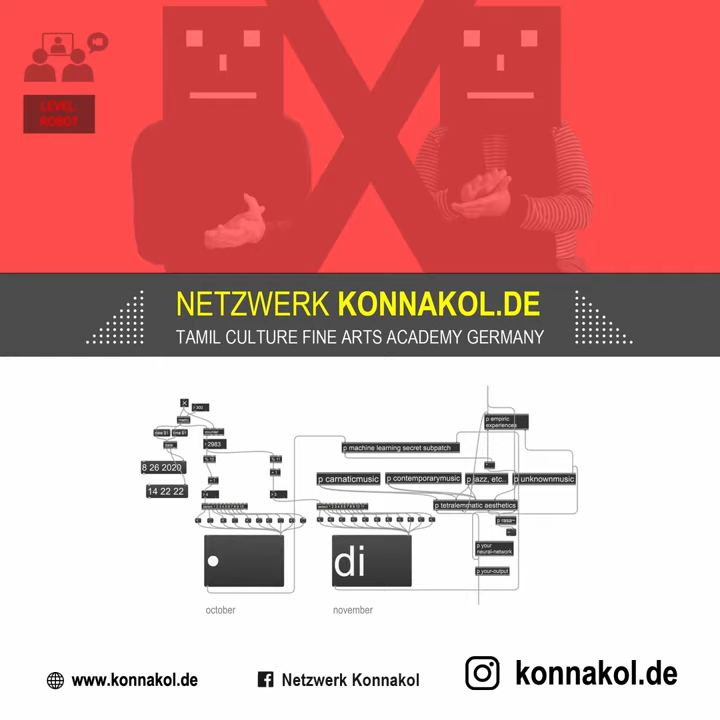 LEVEL:
ROBOT
NETZWERK KONNAKOL.DE
TAMIL CULTURE FINE ARTS ACADEMY GERMANY
p empiric
experiences
2983
p machine learning secret subpatch
8 26 2020
14 22 22
p carnaticmusic
p contemporarymusic
p jazz, etc..
p unknownmusic
p tetralemmatic aesthetics
p rasa~
p your
neural-network
p your-output
di
october
november
www.konnakol.de
Netzwerk Konnakol
konnakol.de